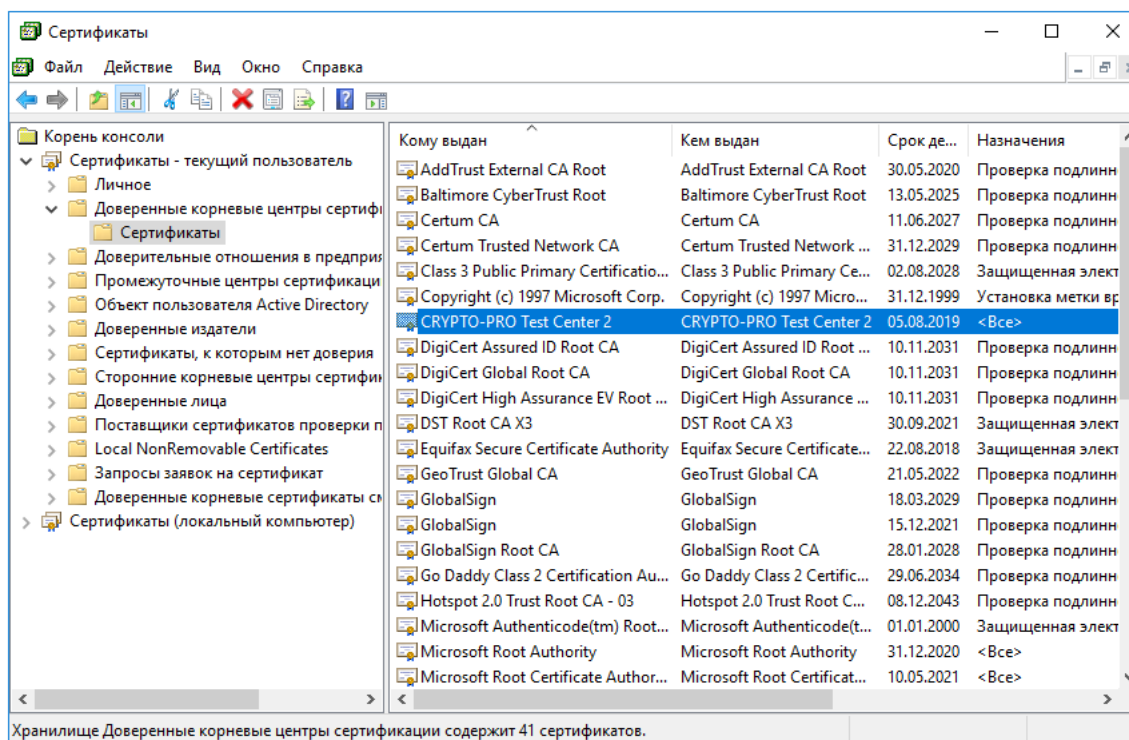 Сертификаты
Файл Действие Вид Окно Справка
Корень консоли
Сертификаты - текущий пользователь
Личное
Доверенные корневые центры сертифи
Сертификаты
Доверительные отношения в предприя
Промежуточные центры сертификаци
Объект пользователя Active Directory
Доверенные издатели
Сертификаты, к которым нет доверия
Сторонние корневые центры сертифик
Доверенные лица
Поставщики сертификатов проверки п
Local NonRemovable Certificates
Запросы заявок на сертификат
Доверенные корневые сертификаты см
Сертификаты (локальный компьютер)
Кому выдан Кем выдан Срок де... Назначения
AddTrust External CA Root AddTrust External CA Root 30.05.2020 Проверка подлинн
Baltimore CyberTrust Root Baltimore CyberTrust Root 13.05.2025 Проверка подлинн
Certum CA Certum CA 11.06.2027 Проверка подлинн
Certum Trusted Network CA Certum Trusted Network ... 31.12.2029 Проверка подлинн
Class 3 Public Primary Certificatio... Class 3 Public Primary Ce... 02.08.2028 Защищенная элект
Copyright (c) 1997 Microsoft Corp. Copyright (c) 1997 Micro... 31.12.1999 Установка метки вр
CRYPTO-PRO Test Center 2 CRYPTO-PRO Test Center 2 05.08.2019 <Все>
DigiCert Assured ID Root CA DigiCert Assured ID Root ... 10.11.2031 Проверка подлинн
DigiCert Global Root CA DigiCert Global Root CA 10.11.2031 Проверка подлинн
DigiCert High Assurance EV Root ... DigiCert High Assurance ... 10.11.2031 Проверка подлинн
DST Root CA X3 DST Root CA X3 30.09.2021 Защищенная элект
Equifax Secure Certificate Authority Equifax Secure Certificate... 22.08.2018 Защищенная элект
GeoTrust Global CA GeoTrust Global CA 21.05.2022 Проверка подлинн
GlobalSign GlobalSign 18.03.2029 Проверка подлинн
GlobalSign GlobalSign 15.12.2021 Проверка подлинн
GlobalSign Root CA GlobalSign Root CA 28.01.2028 Проверка подлинн
Go Daddy Class 2 Certification Au... Go Daddy Class 2 Certific... 29.06.2034 Проверка подлинн
Hotspot 2.0 Trust Root CA - 03 Hotspot 2.0 Trust Root C... 08.12.2043 Проверка подлинн
Microsoft Authenticode(tm) Root... Microsoft Authenticode(t... 01.01.2000 Защищенная элект
Microsoft Root Authority Microsoft Root Authority 31.12.2020 <Все>
Microsoft Root Certificate Author... Microsoft Root Certificat... 10.05.2021 <Все>
Хранилище Доверенные корневые центры сертификации содержит 41 сертификатов.